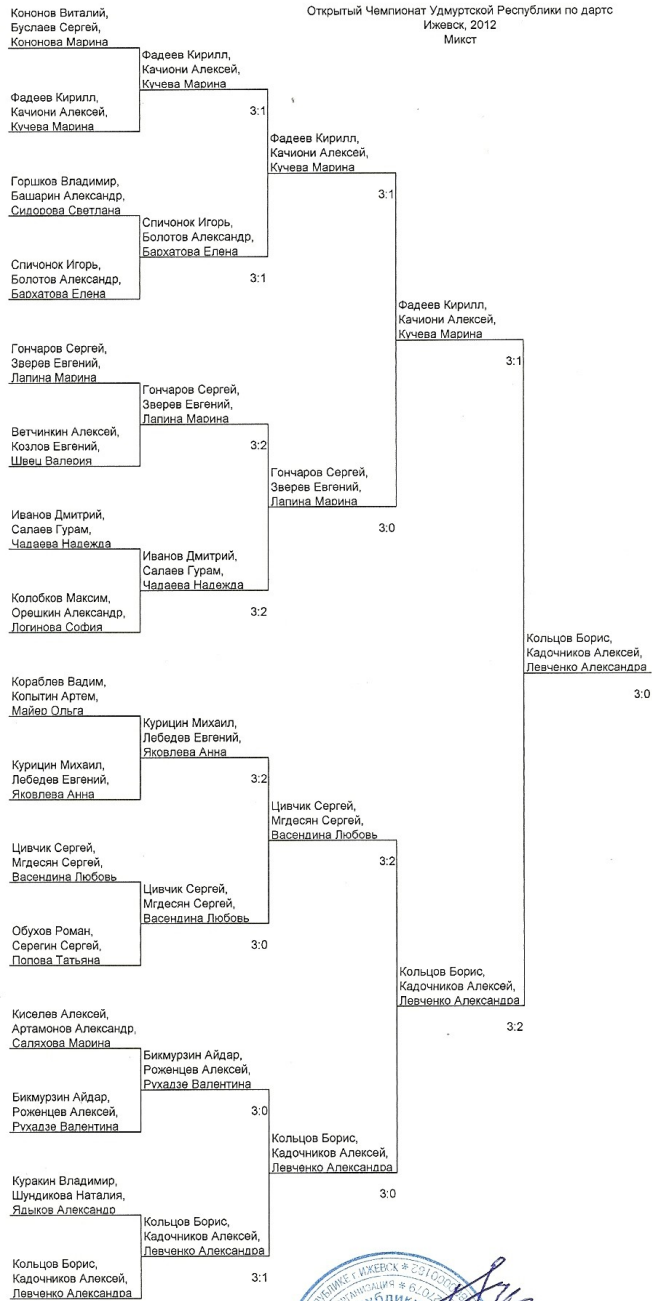 Открытый Чемпионат Удмуртской Республики по дартс
Ижевск, 2012
Микст
Кононов Виталий,
Буслаев Сергей,
Кононова Марина
Фадеев Кирилл,
Качиони Алексей,
Кучева Марина
Фадеев Кирилл,
Качиони Алексей,
Кучева Марина
3:1
Фадеев Кирилл,
Качиони Алексей,
Кучева Марина
3:1
Горшков Владимир,
Башарин Александр,
Сидорова Светлана
Спичонок Игорь,
Болотов Александр,
Бархатова Елена
Спичонок Игорь,
Болотов Александр,
Бархатова Елена
3:1
Фадеев Кирилл,
Качиони Алексей,
Кучева Марина
3:1
Гончаров Сергей,
Зверев Евгений,
Лапина Марина
Гончаров Сергей,
Зверев Евгений,
Лапина Марина
Ветчинкин Алексей,
Козлов Евгений,
Швец Валерия
3:2
Гончаров Сергей,
Зверев Евгений,
Лапина Марина
3:0
Иванов Дмитрий,
Салаев Гурам,
Чадаева Надежда
Иванов Дмитрий,
Салаев Гурам,
Чадаева Надежда
Колобков Максим,
Орешкин Александр,
Логинова София
3:2
Кольцов Борис,
Кадочников Алексей,
Левченко Александра
3:0
Кораблев Вадим,
Копытин Артем,
Майер Ольга
Курицин Михаил,
Лебедев Евгений,
Яковлева Анна
Курицин Михаил,
Лебедев Евгений,
Яковлева Анна
3:2
Цивчик Сергей,
Мгдесян Сергей,
Васендина Любовь
3:2
Цивчик Сергей,
Мгдесян Сергей,
Васендина Любовь
Цивчик Сергей,
Мгдесян Сергей,
Васендина Любовь
Обухов Роман,
Серегин Сергей,
Попова Татьяна
3:0
Кольцов Борис,
Кадочников Алексей,
Левченко Александра
3:2
Киселев Алексей,
Артамонов Александр,
Саляхова Марина
Бикмурзин Айдар,
Роженцев Алексей,
Рухадзе Валентина
Бикмурзин Айдар,
Роженцев Алексей,
Рухадзе Валентина
3:0
Кольцов Борис,
Кадочников Алексей,
Левченко Александра
3:0
Куракин Владимир,
Шундикова Наталия,
Ядыков Александр
Кольцов Борис,
Кадочников Алексей,
Левченко Александра
Кольцов Борис,
Кадочников Алексей,
Левченко Александра
3:1
г. ИЖЕВСК *